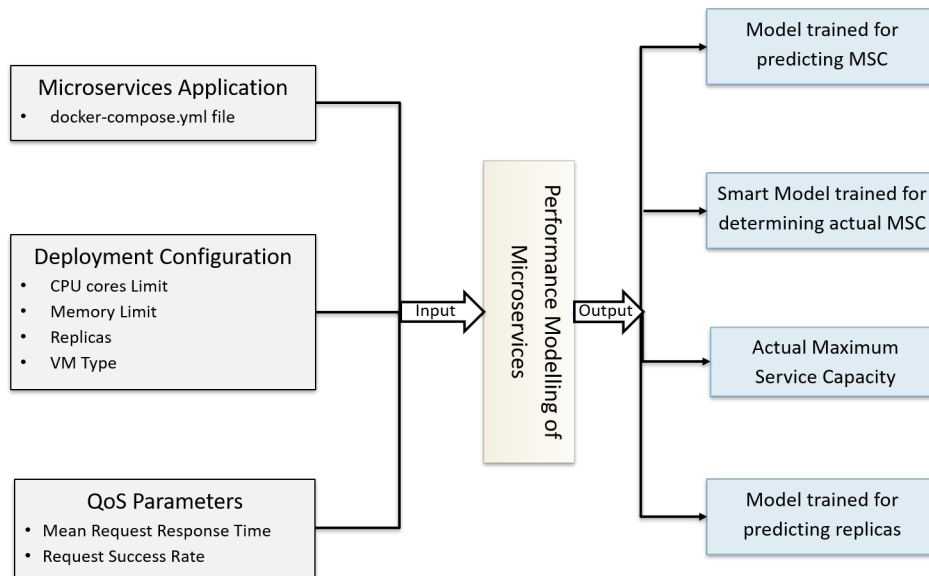 Microservices Application
• docker-compose.yml file
Deployment Configuration
• CPU cores Limit
• Memory Limit
• Replicas
• VM Type
QoS Parameters
• Mean Request Response Time
• Request Success Rate
Input
Performance Modelling of
Microservices
Output
Model trained for
predicting MSC
Smart Model trained for
determining actual MSC
Actual Maximum
Service Capacity
Model trained for
predicting replicas